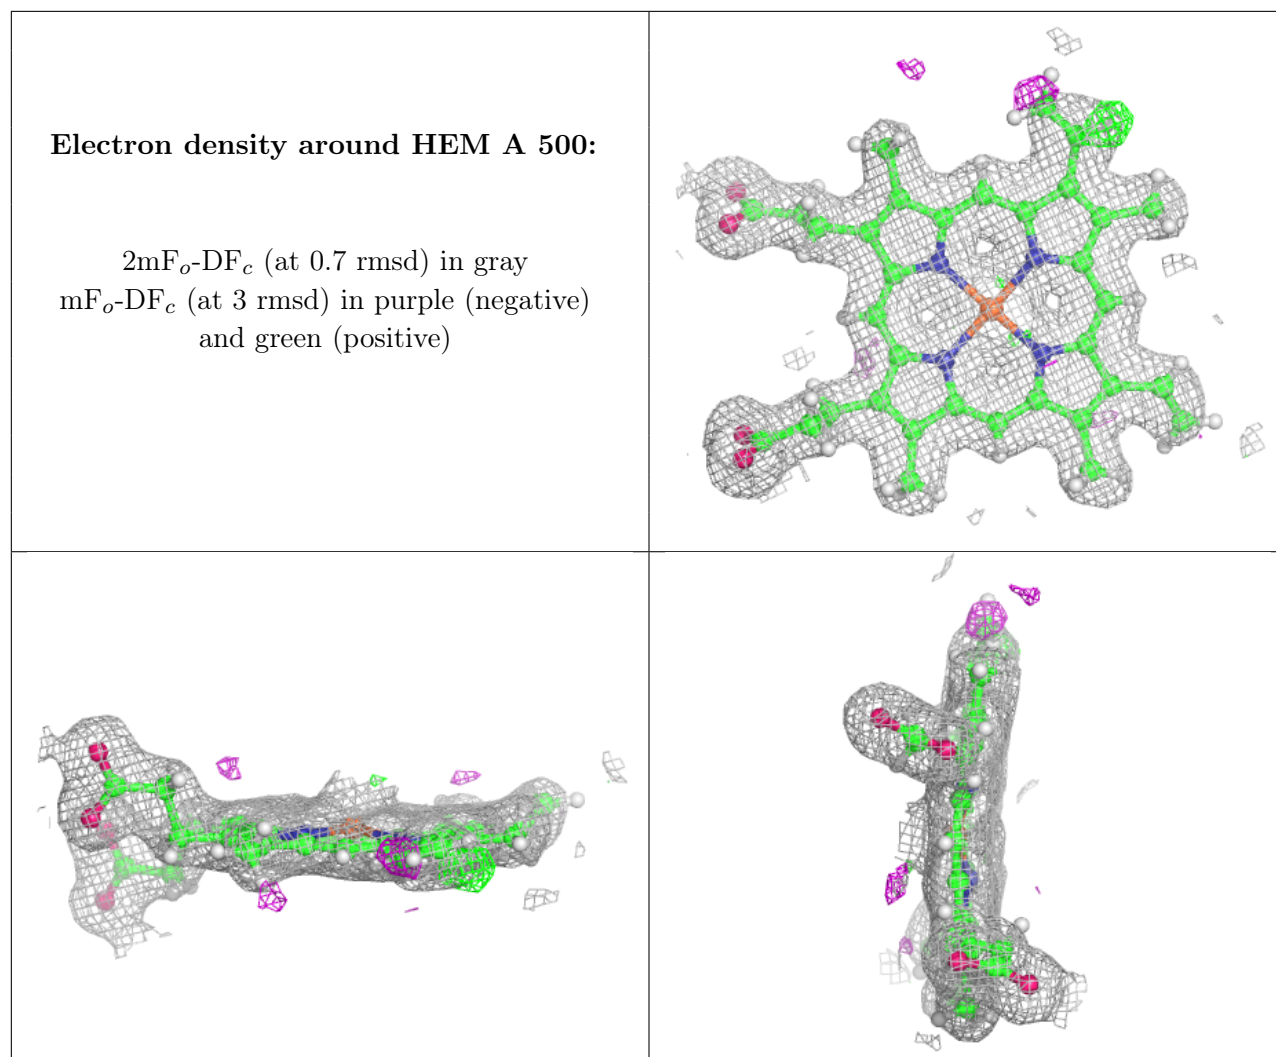 Electron density around HEM A 500:
2mFo-DFc (at 0.7 rmsd) in gray
mFo-DFc (at 3 rmsd) in purple (negative)
and green (positive)